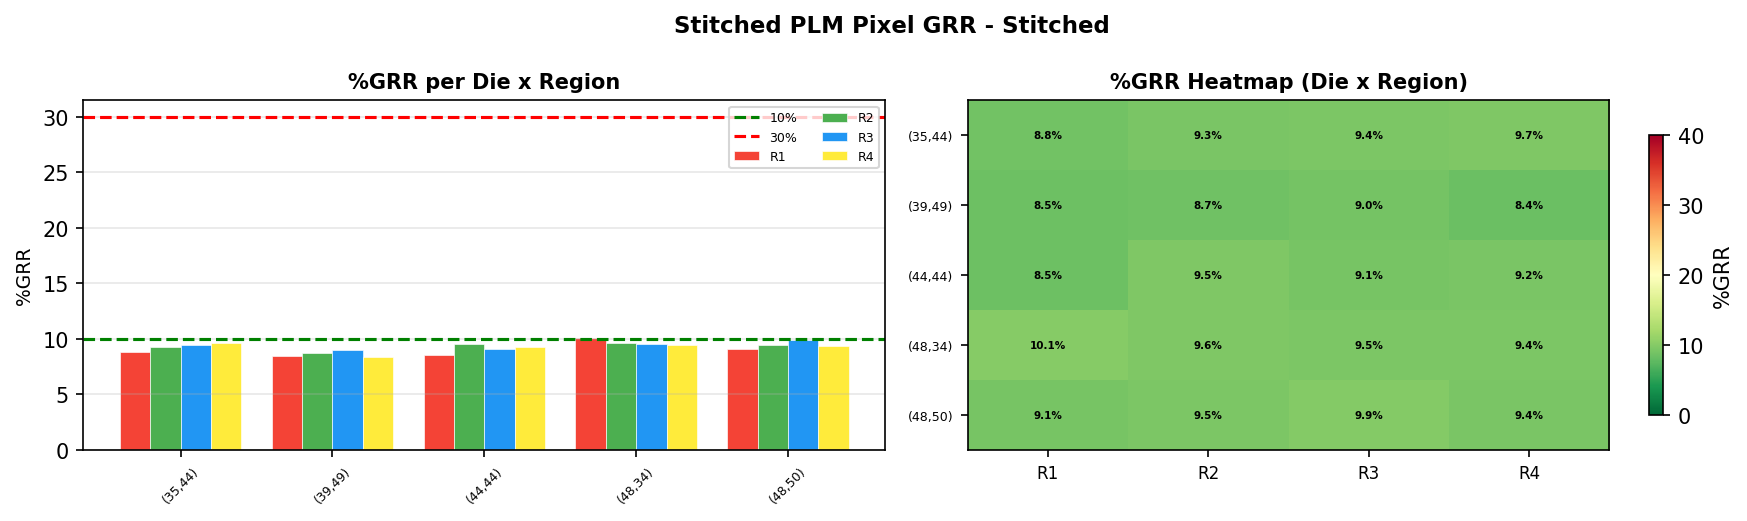 Stitched PLM Pixel GRR - Stitched
%GRR per Die x Region
%GRR
30
25
20
15
10
5
0
10%
30%
R1
R2
R3
R4
(35,44)
(39,49)
(44,44)
(48,34)
(48,50)
%GRR Heatmap (Die x Region)
(35,44) 8.8% 9.3% 9.4% 9.7%
(39,49) 8.5% 8.7% 9.0% 8.4%
(44,44) 8.5% 9.5% 9.1% 9.2%
(48,34) 10.1% 9.6% 9.5% 9.4%
(48,50) 9.1% 9.5% 9.9% 9.4%
R1 R2 R3 R4
40
30
20
10
0
%GRR